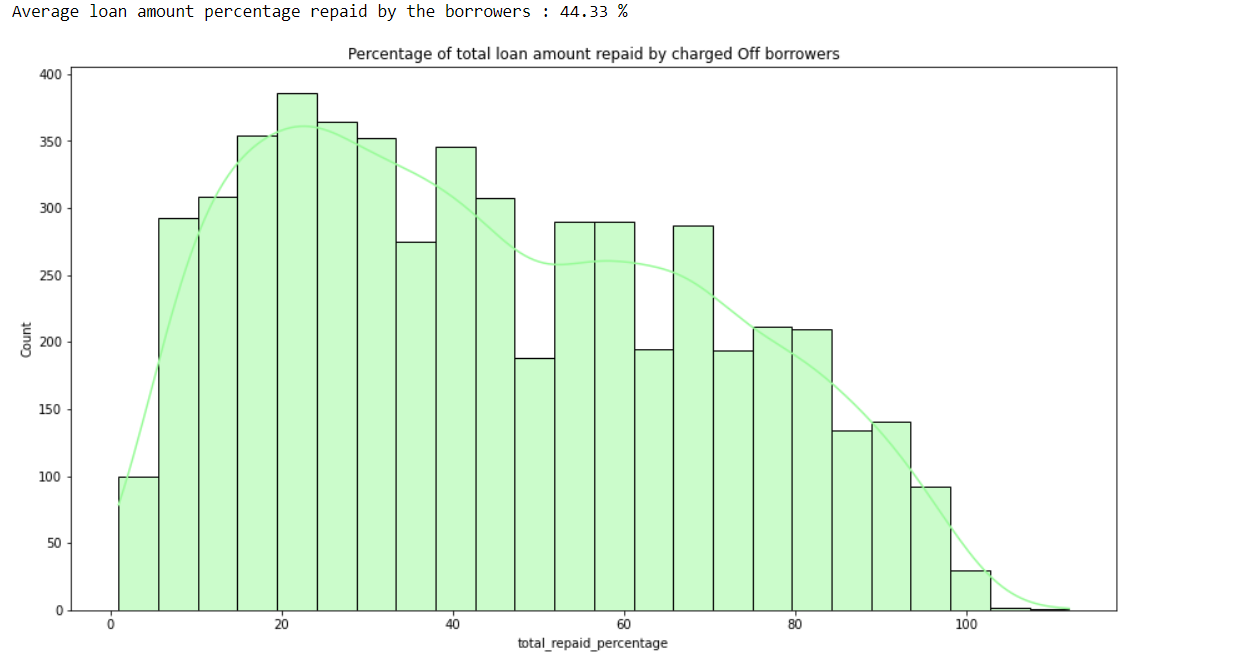 Average loan amount percentage repaid by the borrowers : 44.33 %
Percentage of total loan amount repaid by charged Off borrowers
400
350
300
250
200
150
100
50
0
Count
0 20 40 60 80 100
total_repaid_percentage